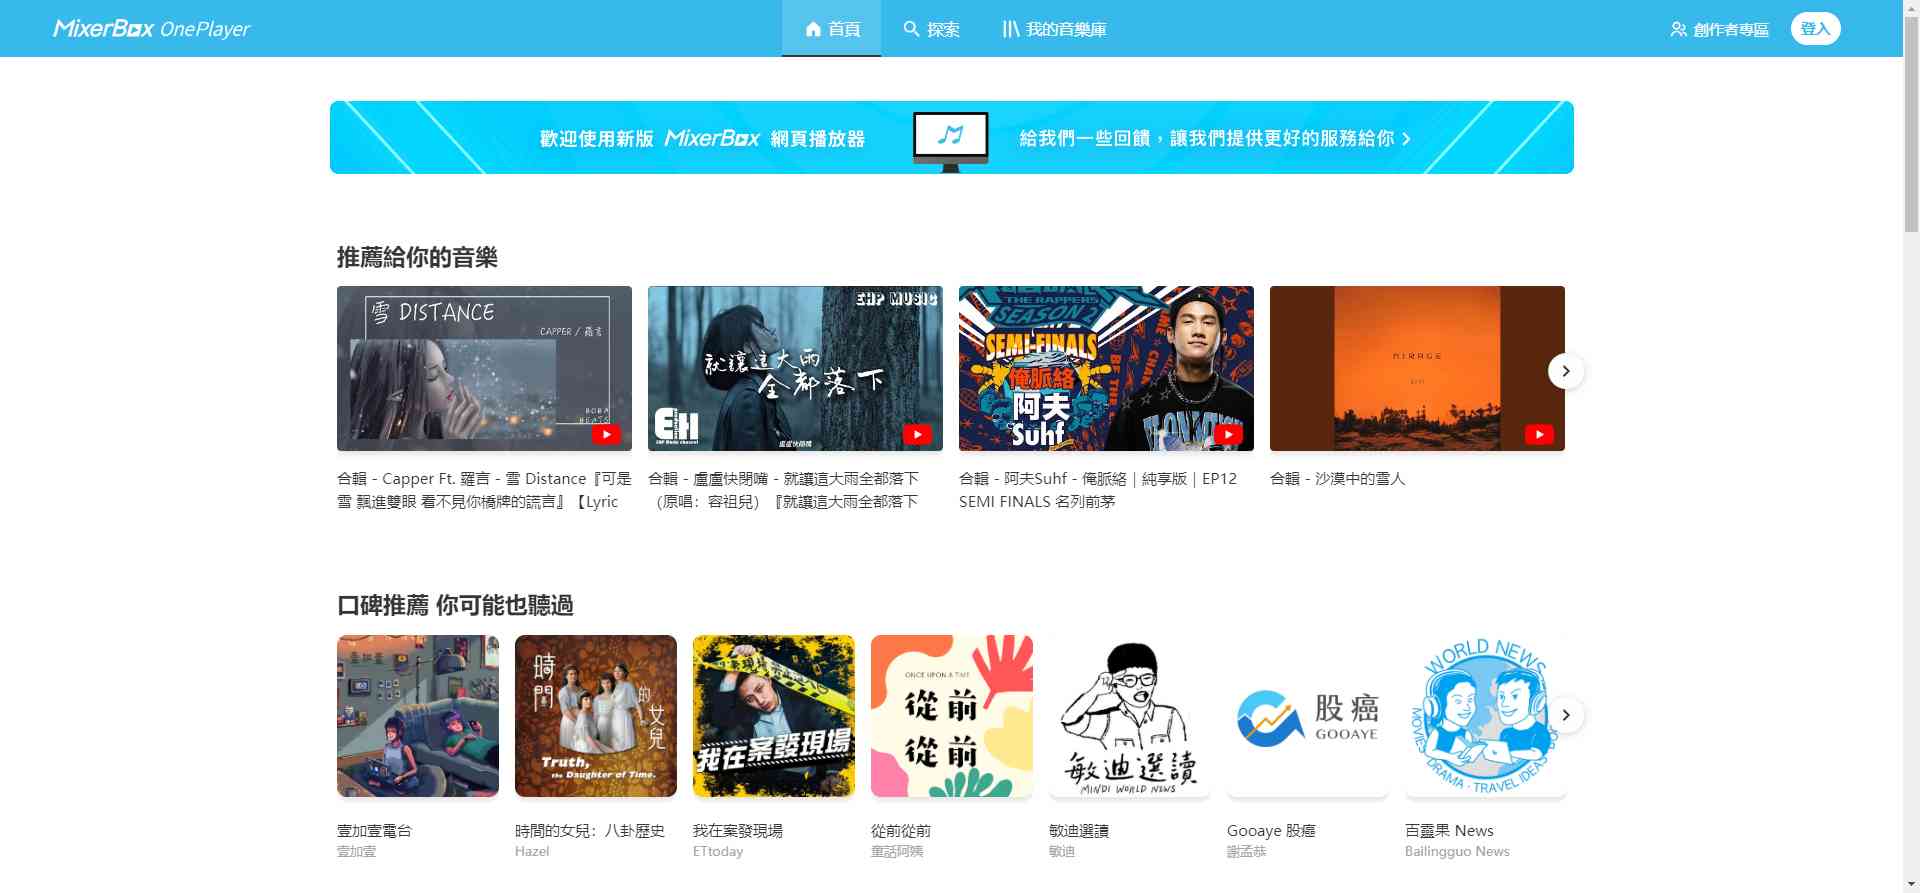 MixerBox OnePlayer
首頁
探索
我的音樂庫
創作者專區
登入
歡迎使用新版 MixerBox 網頁播放器
給我們一些回饋，讓我們提供更好的服務給你
推薦給你的音樂
雪 DISTANCE
CAPPER / 羅言
BOBA
BEATS
EHP MUSIC
就讓這大雨
全都落下
EH
盧盧快閉嘴
THE RAPPERS
SEASON 2
SEMI-FINALS
俺脈絡
阿夫
Suhf
MIRAGE
合輯 - Capper Ft. 羅言 - 雪 Distance『可是
雪 飄進雙眼 看不見你橋牌的謊言』【Lyric
合輯 - 盧盧快閉嘴 - 就讓這大雨全都落下
（原唱：容祖兒）『就讓這大雨全都落下
合輯 - 阿夫Suhf - 俺脈絡｜純享版｜EP12
SEMI FINALS 名列前茅
合輯 - 沙漠中的雪人
口碑推薦 你可能也聽過
時間
的女兒
Truth,
the Daughter of Time.
我在案發現場
ONCE UPON A TIME
從前
從前
敏迪選讀
MINDI WORLD NEWS
股癌
GOOAYE
WORLD NEWS
MOVIES · DRAMA · TRAVEL IDEAS
壹加壹電台
壹加壹
時間的女兒：八卦歷史
Hazel
我在案發現場
ETtoday
從前從前
童話阿姨
敏迪選讀
敏迪
Gooaye 股癌
謝孟恭
百靈果 News
Bailingguo News